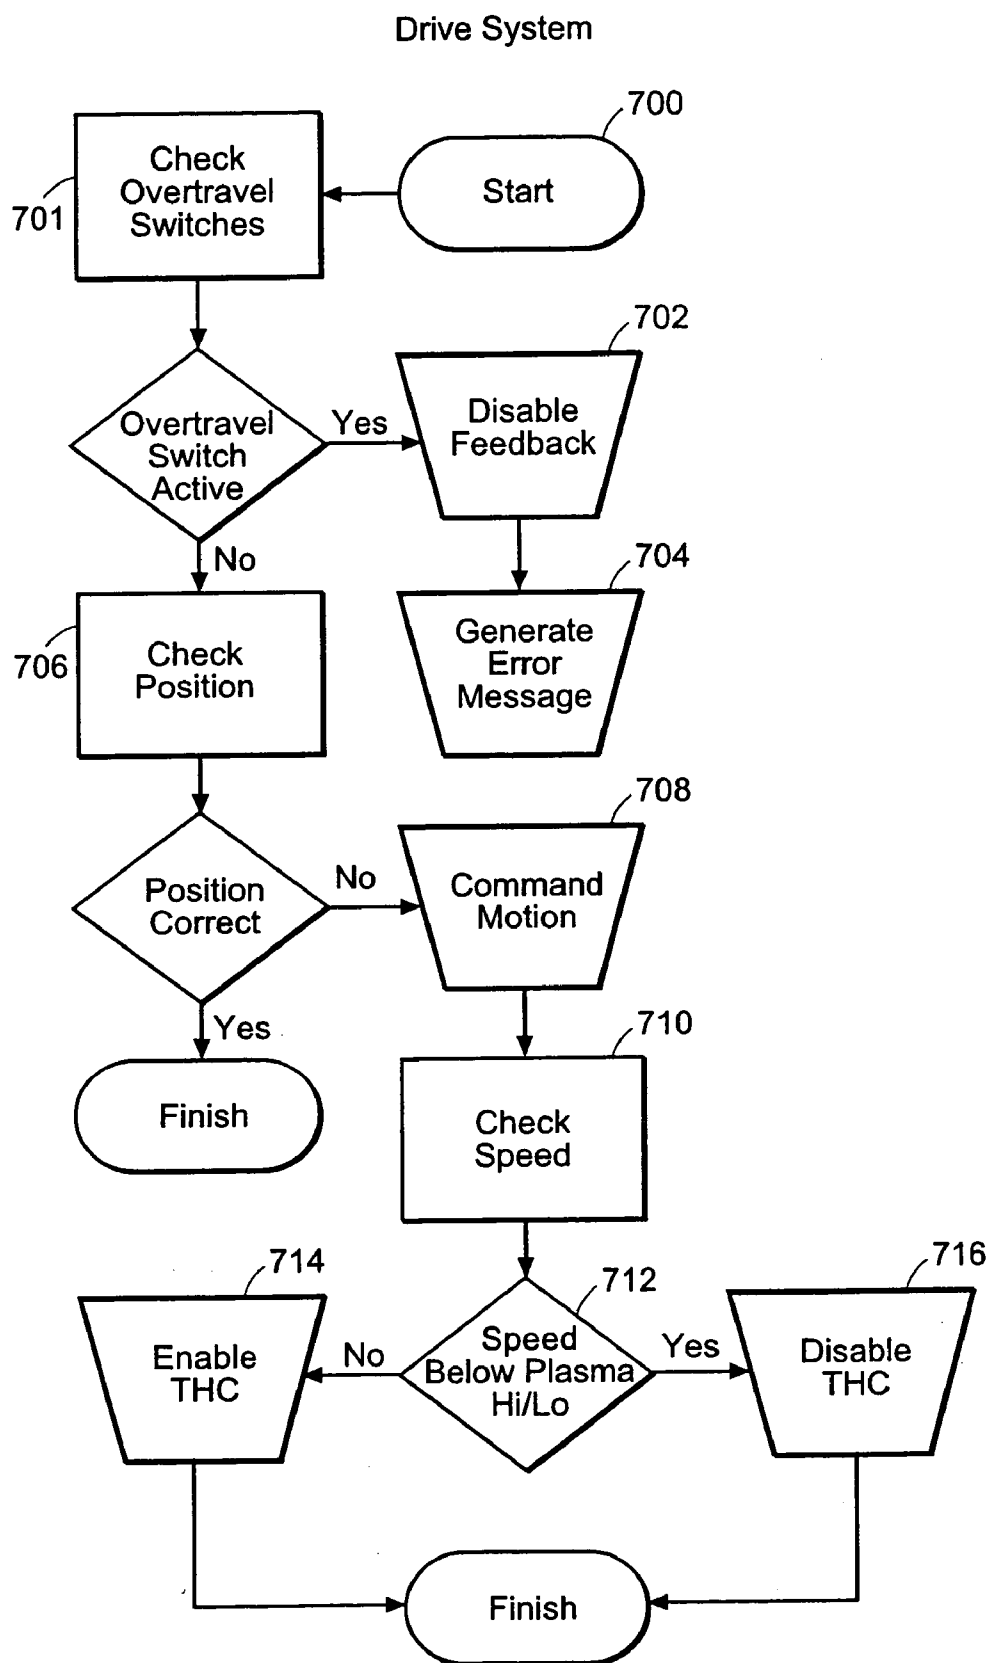 Drive System
700
Start
Check
Overtravel
Switches
701
702
Overtravel
Switch
Active
Yes
Disable
Feedback
No
704
Generate
Error
Message
706
Check
Position
708
Position
Correct
No
Command
Motion
Yes
710
Finish
Check
Speed
714
712
716
Enable
THC
No
Speed
Below Plasma
Hi/Lo
Yes
Disable
THC
Finish